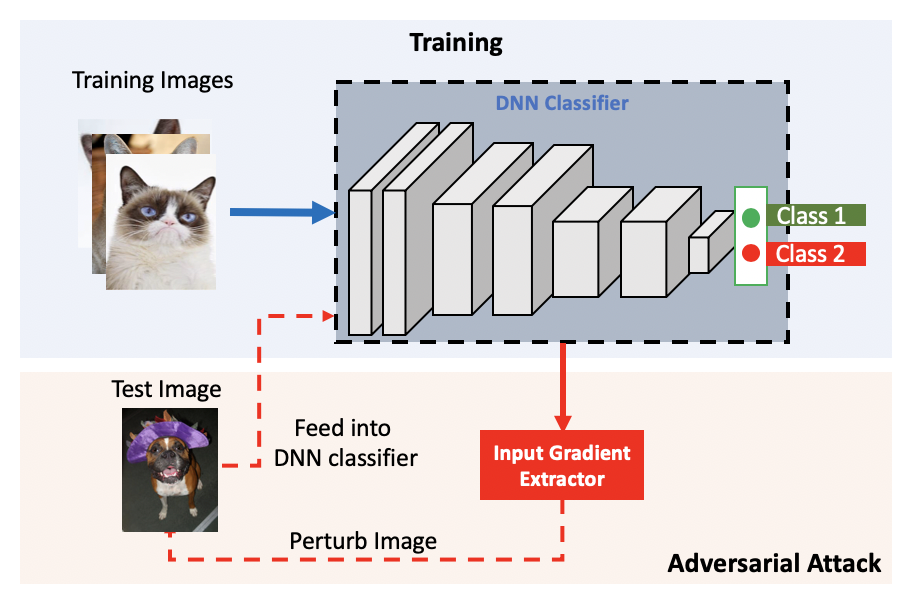 Training
Training Images
DNN Classifier
Class 1
Class 2
Test Image
Feed into
DNN classifier
Input Gradient
Extractor
Perturb Image
Adversarial Attack